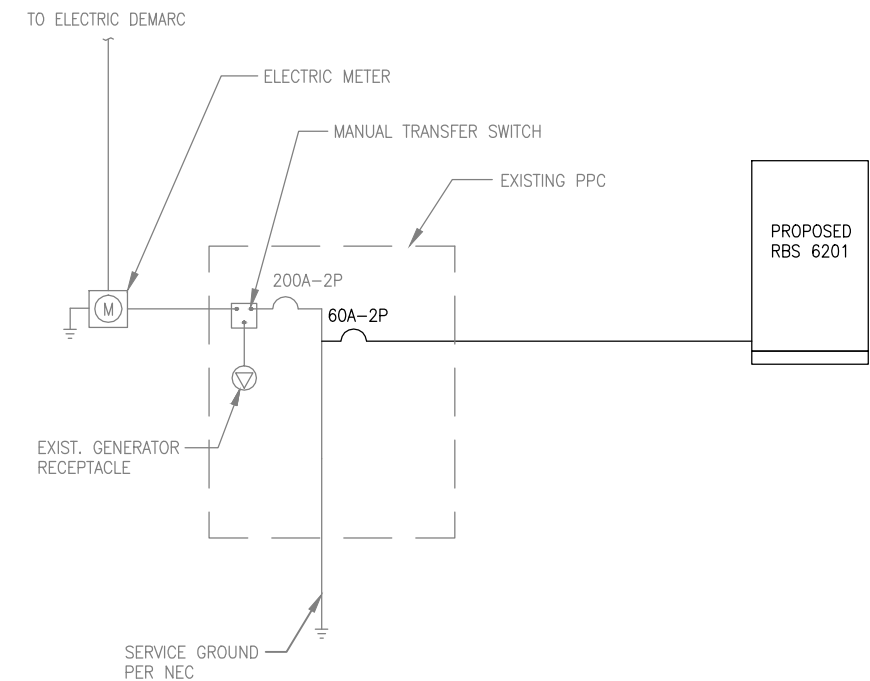 TO ELECTRIC DEMARC
ELECTRIC METER
MANUAL TRANSFER SWITCH
EXISTING PPC
PROPOSED
RBS 6201
200A-2P
M
60A-2P
EXIST. GENERATOR
RECEPTACLE
SERVICE GROUND
PER NEC